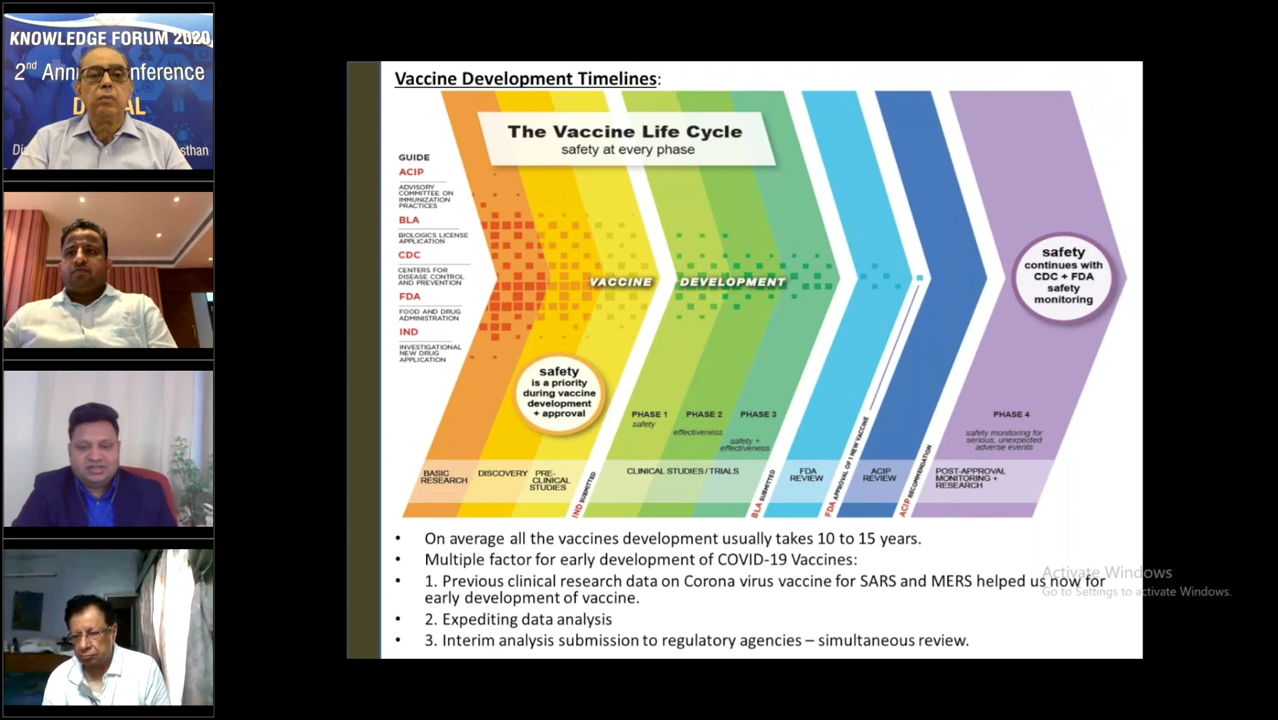 KNOWLEDGE FORUM 2020
2nd Ann Conference
D AL
Di
sthan
Vaccine Development Timelines:
The Vaccine Life Cycle
safety at every phase
GUIDE
ACIP
ADVISORY
COMMITTEE ON
IMMUNIZATION
PRACTICES
BLA
BIOLOGICS LICENSE
APPLICATION
CDC
CENTERS FOR
DISEASE CONTROL
AND PREVENTION
FDA
FOOD AND DRUG
ADMINISTRATION
IND
INVESTIGATIONAL
NEW DRUG
APPLICATION
VACCINE DEVELOPMENT
safety
is a priority
during vaccine
development
+ approval
safety
continues with
CDC + FDA
safety
monitoring
PHASE 1
safety
PHASE 2
effectiveness
PHASE 3
safety +
effectiveness
PHASE 4
safety monitoring for
serious, unexpected
adverse events
BASIC
RESEARCH
DISCOVERY
PRE-
CLINICAL
STUDIES
IND SUBMITTED
CLINICAL STUDIES / TRIALS
BLA SUBMITTED
FDA
REVIEW
FDA APPROVAL OF 1 NEW VACCINE
ACIP
REVIEW
ACIP RECOMMENDATION
POST-APPROVAL
MONITORING +
RESEARCH
• On average all the vaccines development usually takes 10 to 15 years.
• Multiple factor for early development of COVID-19 Vaccines:
• 1. Previous clinical research data on Corona virus vaccine for SARS and MERS helped us now for
early development of vaccine.
• 2. Expediting data analysis
• 3. Interim analysis submission to regulatory agencies – simultaneous review.
Activate Windows
Go to Settings to activate Windows.